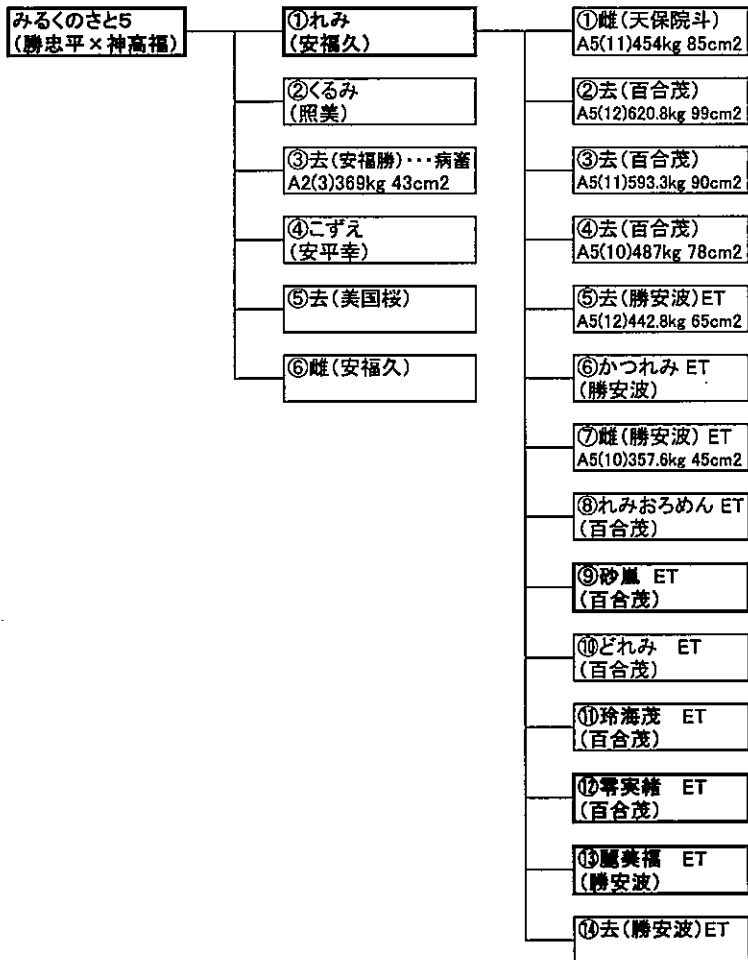 みるくのさと5
(勝忠平×神高福)
①れみ
(安福久)
②くるみ
(照美)
③去(安福勝)・・・病畜
A2(3)369kg 43cm2
④こずえ
(安平幸)
⑤去(美国桜)
⑥雌(安福久)
①雌(天保院斗)
A5(11)454kg 85cm2
②去(百合茂)
A5(12)620.8kg 99cm2
③去(百合茂)
A5(11)593.3kg 90cm2
④去(百合茂)
A5(10)487kg 78cm2
⑤去(勝安波)ET
A5(12)442.8kg 65cm2
⑥かつれみ ET
(勝安波)
⑦雌(勝安波) ET
A5(10)357.6kg 45cm2
⑧れみおろめん ET
(百合茂)
⑨砂嵐 ET
(百合茂)
⑩どれみ ET
(百合茂)
⑪玲海茂 ET
(百合茂)
⑫零実緒 ET
(百合茂)
⑬麗美福 ET
(勝安波)
⑭去(勝安波)ET